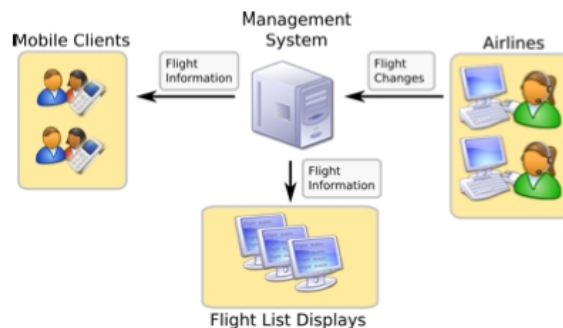 Management
System
Mobile Clients
Airlines
Flight
Information
Flight
Changes
Flight
Information
Flight List Displays